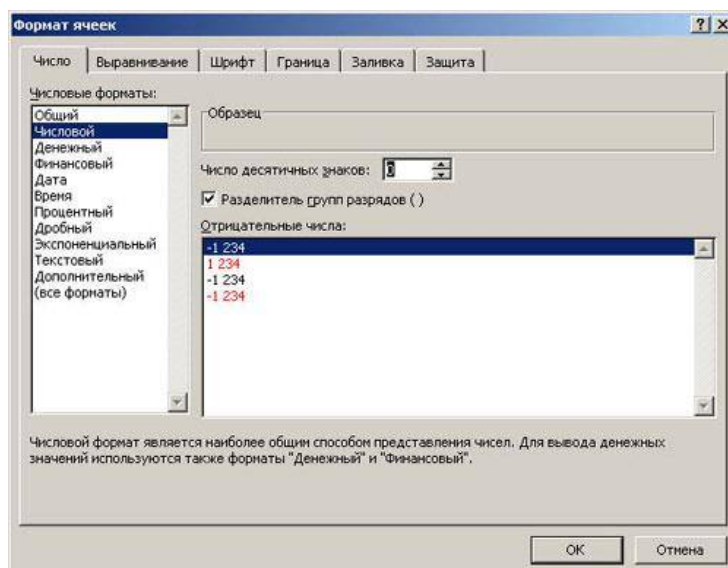 Формат ячеек
Число Выравнивание Шрифт Граница Заливка Защита
Числовые форматы:
Общий
Числовой
Денежный
Финансовый
Дата
Время
Процентный
Дробный
Экспоненциальный
Текстовый
Дополнительный
(все форматы)
Образец
Число десятичных знаков: 0
Разделитель групп разрядов ( )
Отрицательные числа:
-1 234
1 234
-1 234
-1 234
Числовой формат является наиболее общим способом представления чисел. Для вывода денежных
значений используются также форматы "Денежный" и "Финансовый".
ОК Отмена